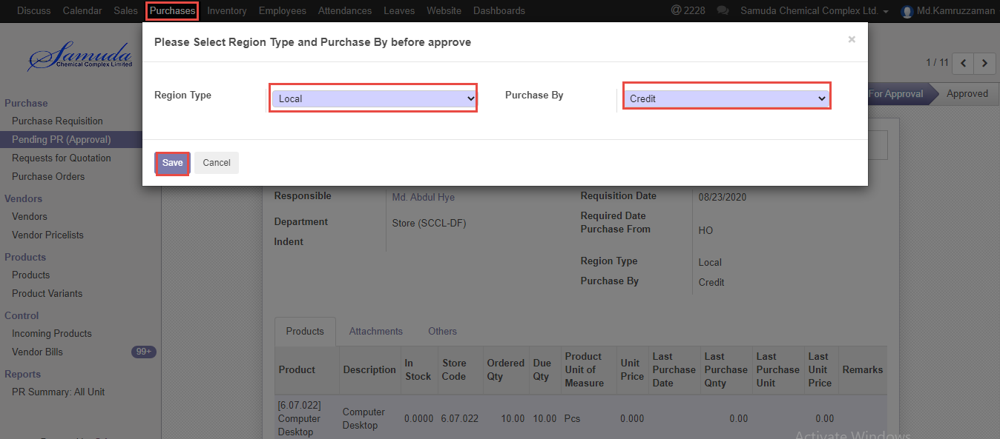 Discuss Calendar Sales Purchases Inventory Employees Attendances Leaves Website Dashboards @ 2228 Samuda Chemical Complex Ltd. Md.Kamruzzaman
Samuda
Chemical Complex Limited
Please Select Region Type and Purchase By before approve ×
Region Type Local Purchase By Credit
Save Cancel
1 / 11
For Approval Approved
Purchase
Purchase Requisition
Pending PR (Approval)
Requests for Quotation
Purchase Orders
Vendors
Vendors
Vendor Pricelists
Products
Products
Product Variants
Control
Incoming Products
Vendor Bills 99+
Reports
PR Summary: All Unit
Responsible Md. Abdul Hye
Department Store (SCCL-DF)
Indent
Requisition Date 08/23/2020
Required Date
Purchase From HO
Region Type Local
Purchase By Credit
Products Attachments Others
Product Description In Stock Store Code Ordered Qty Due Qty Product Unit of Measure Unit Price Last Purchase Date Last Purchase Qnty Last Purchase Unit Last Unit Price Remarks
[6.07.022] Computer Desktop Computer Desktop 0.0000 6.07.022 10.00 10.00 Pcs 0.000 0.00 0.00
Activate Windows